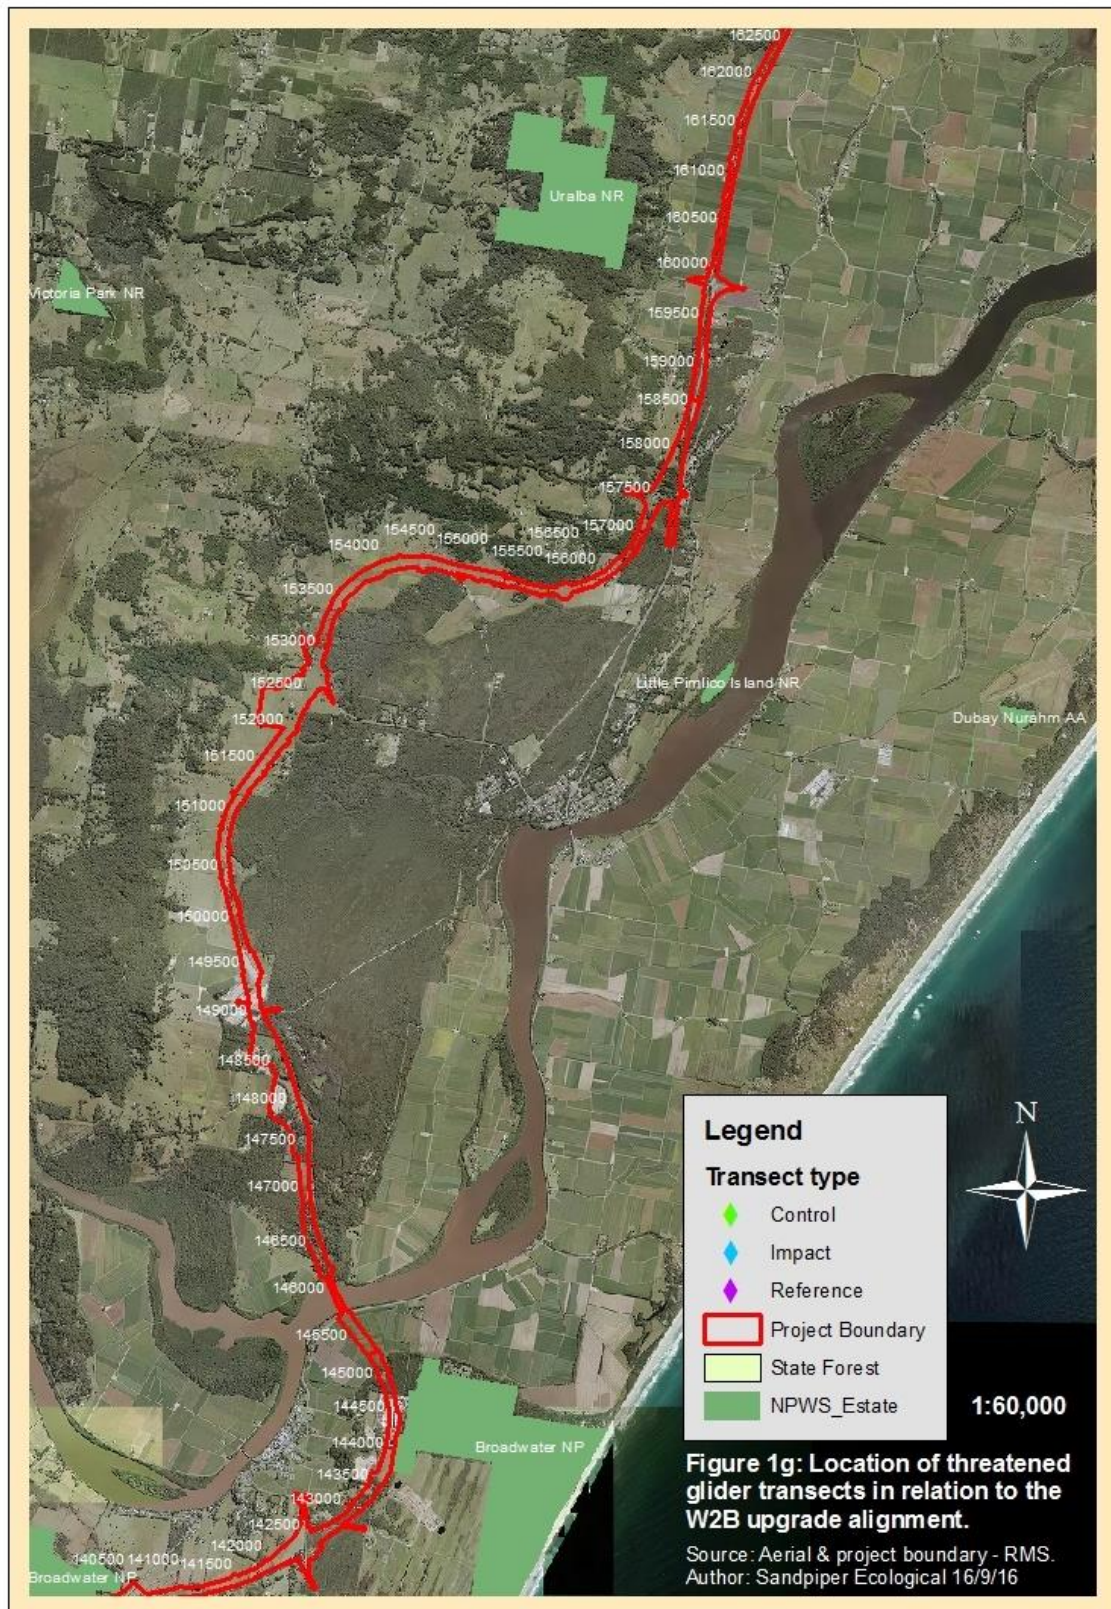 162500
162000
161500
161000
Uralba NR
160500
160000
Victoria Park NR
159500
159000
158500
158000
157500
157000
156500
156000
155500
155000
154500
154000
153500
153000
152500
Little Pimlico Island NR
152000
Dubay Nurahm AA
151500
151000
150500
150000
149500
149000
148500
148000
147500
147000
146500
146000
145500
145000
144500
144000
Broadwater NP
143500
143000
142500
142000
141500
141000
140500
Broadwater NP
Legend
Transect type
Control
Impact
Reference
Project Boundary
State Forest
NPWS_Estate
N
1:60,000
Figure 1g: Location of threatened
glider transects in relation to the
W2B upgrade alignment.
Source: Aerial & project boundary - RMS.
Author: Sandpiper Ecological 16/9/16